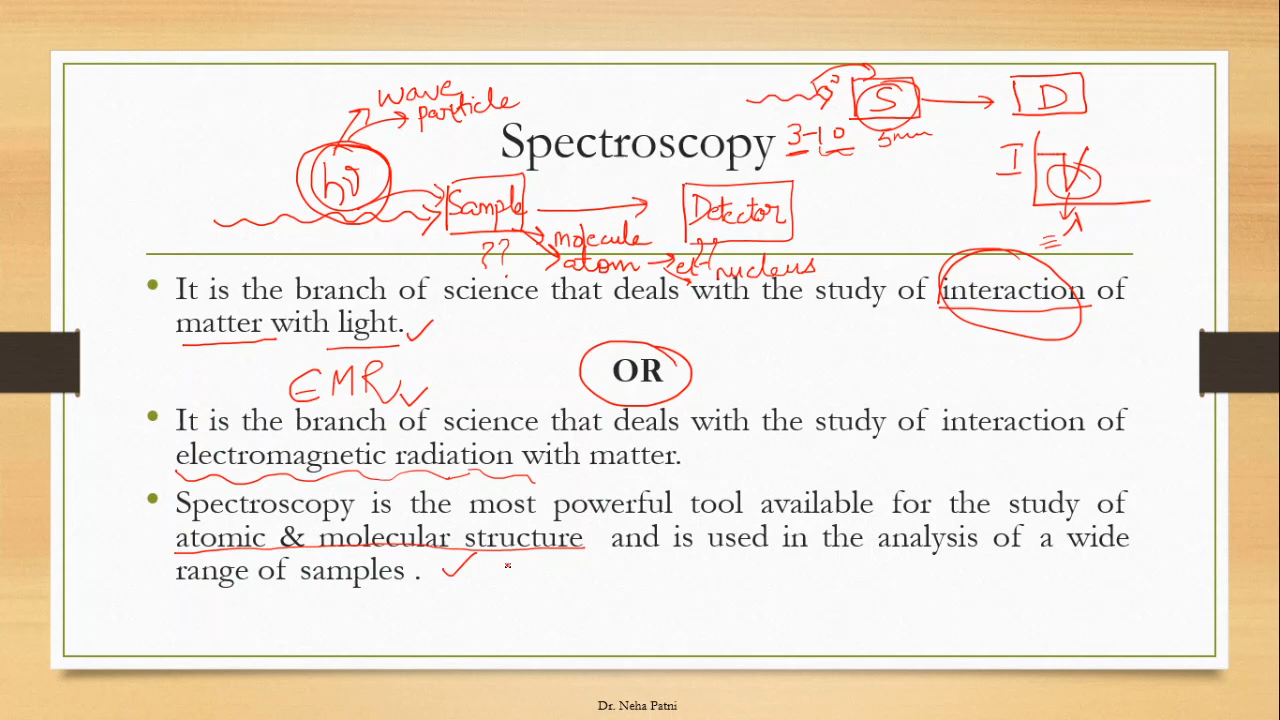 wave
particle
S
D
Spectroscopy
3-10
5mm
I
hν
Sample
Detector
λ
molecule
??
atom → el⁻ nucleus
• It is the branch of science that deals with the study of interaction of
matter with light.
OR
EMR
• It is the branch of science that deals with the study of interaction of
electromagnetic radiation with matter.
• Spectroscopy is the most powerful tool available for the study of
atomic & molecular structure and is used in the analysis of a wide
range of samples .
Dr. Neha Patni